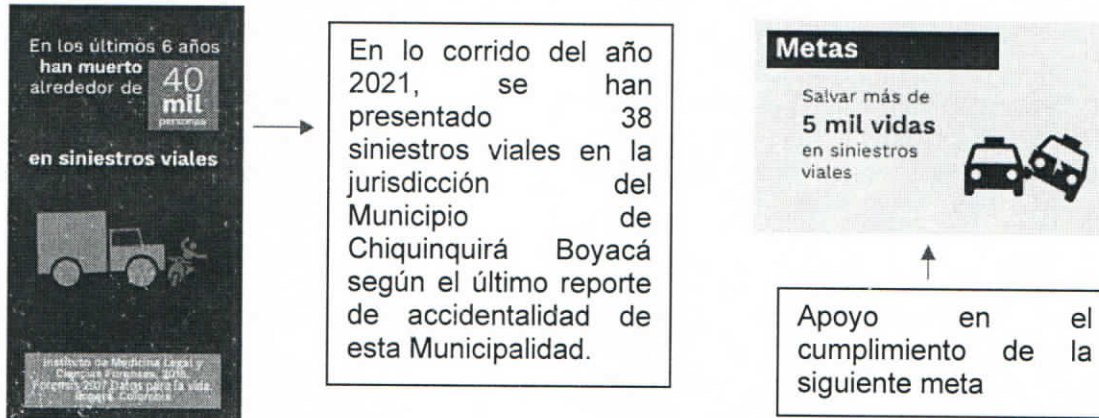 En los últimos 6 años
han muerto
alrededor de
40
mil
personas
en siniestros viales
Instituto de Medicina Legal y
Ciencias Forenses, 2018.
Forensis 2007 Datos para la vida.
Bogotá, Colombia
En lo corrido del año
2021, se han
presentado 38
siniestros viales en la
jurisdicción del
Municipio de
Chiquinquirá Boyacá
según el último reporte
de accidentalidad de
esta Municipalidad.
Metas
Salvar más de
5 mil vidas
en siniestros
viales
Apoyo en el
cumplimiento de la
siguiente meta